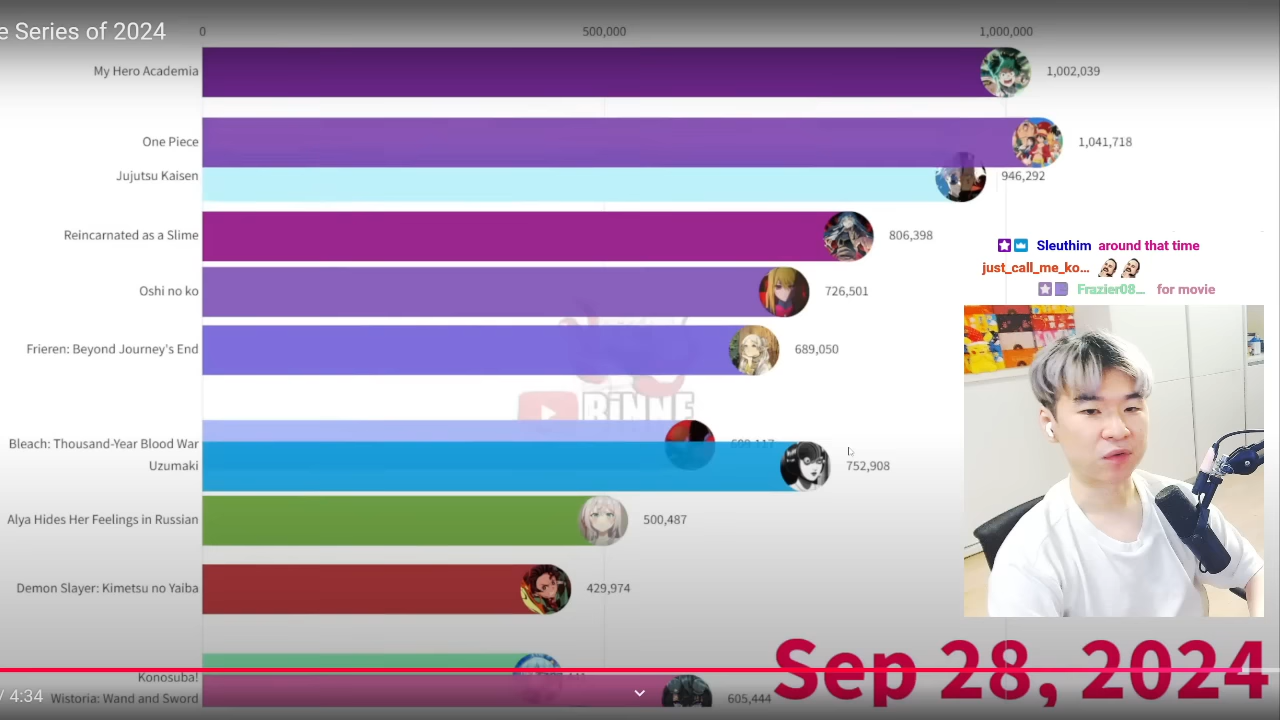 e Series of 2024
0 500,000 1,000,000
My Hero Academia 1,002,039
One Piece 1,041,718
Jujutsu Kaisen 946,292
Reincarnated as a Slime 806,398
Sleuthim around that time
just_call_me_ko...
Oshi no ko 726,501
Frazier08... for movie
Frieren: Beyond Journey's End 689,050
BiNNE
Bleach: Thousand-Year Blood War
Uzumaki 752,908
Alya Hides Her Feelings in Russian 500,487
Demon Slayer: Kimetsu no Yaiba 429,974
Konosuba!
Sep 28, 2024
/ 4:34
Wistoria: Wand and Sword 605,444